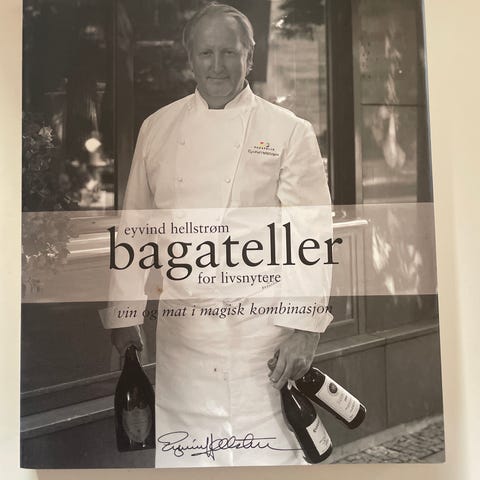 eyvind hellstrøm
bagateller
for livsnytere
vin og mat i magisk kombinasjon